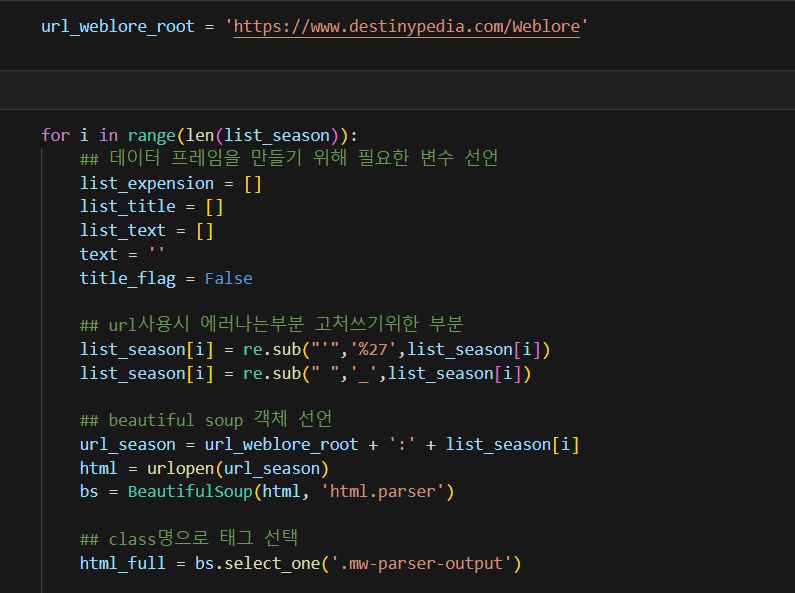 url_weblore_root = 'https://www.destinypedia.com/Weblore'
for i in range(len(list_season)):
## 데이터 프레임을 만들기 위해 필요한 변수 선언
list_expension = []
list_title = []
list_text = []
text = ''
title_flag = False
## url사용시 에러나는부분 고처쓰기위한 부분
list_season[i] = re.sub("'",'%27',list_season[i])
list_season[i] = re.sub(" ",'_',list_season[i])
## beautiful soup 객체 선언
url_season = url_weblore_root + ':' + list_season[i]
html = urlopen(url_season)
bs = BeautifulSoup(html, 'html.parser')
## class명으로 태그 선택
html_full = bs.select_one('.mw-parser-output')